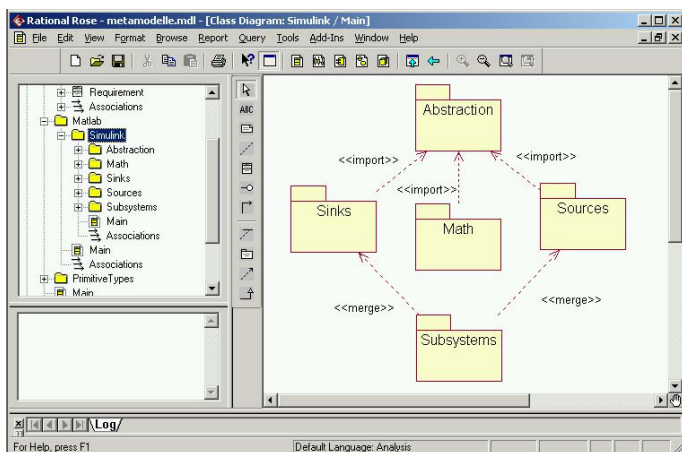 Rational Rose - metamodelle.mdl - [Class Diagram: Simulink / Main]
File Edit View Format Browse Report Query Tools Add-Ins Window Help
Requirement
Associations
Matlab
Simulink
Abstraction
Math
Sinks
Sources
Subsystems
Main
Associations
Main
Associations
PrimitiveTypes
Main
ABC
Abstraction
<<import>>
<<import>>
<<import>>
Sinks
Math
Sources
<<merge>>
<<merge>>
Subsystems
Log
For Help, press F1
Default Language: Analysis